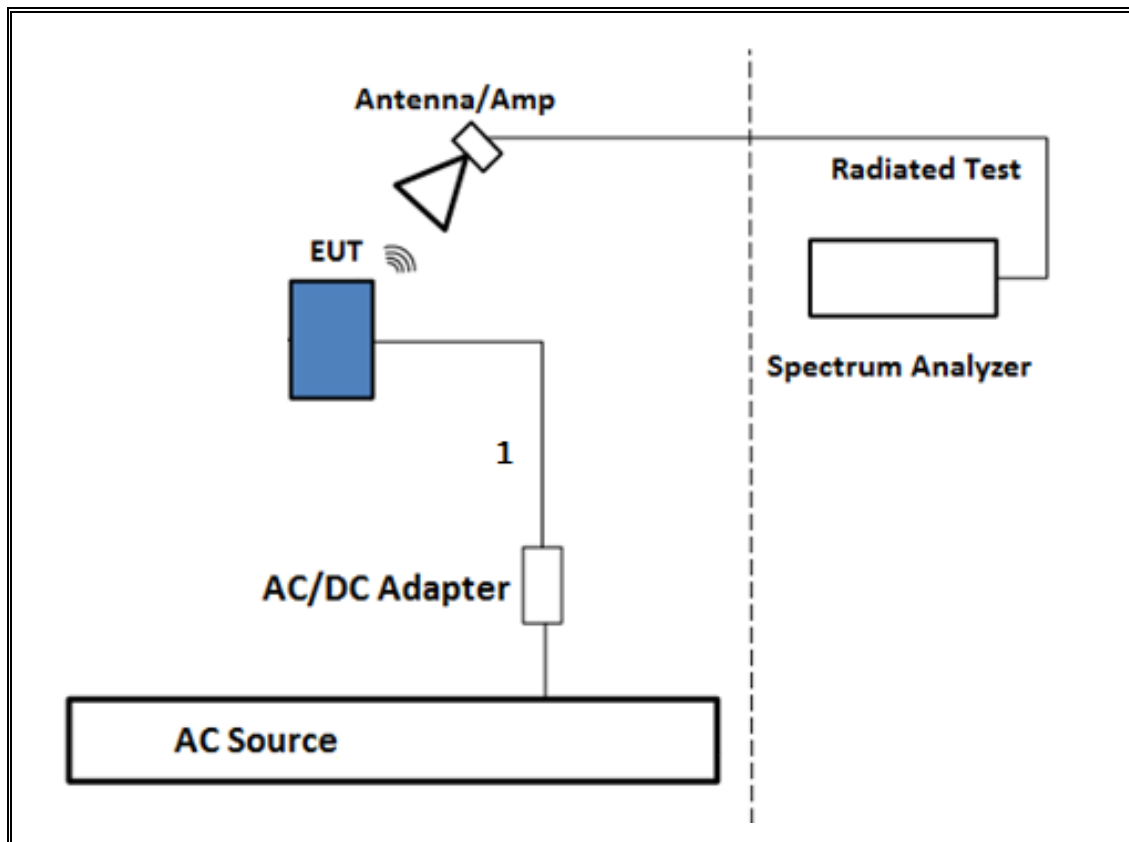 Antenna/Amp
Radiated Test
EUT
Spectrum Analyzer
1
AC/DC Adapter
AC Source